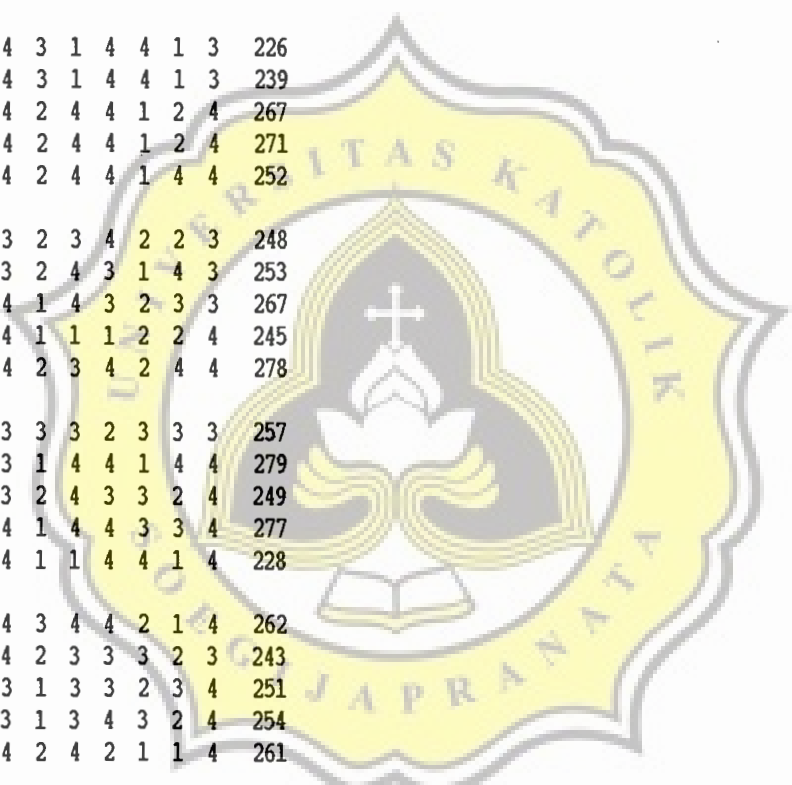 4 3 1 4 4 1 3 226
4 3 1 4 4 1 3 239
4 2 4 4 1 2 4 267
4 2 4 4 1 2 4 271
4 2 4 4 1 4 4 252
3 2 3 4 2 2 3 248
3 2 4 3 1 4 3 253
4 1 4 3 2 3 3 267
4 1 1 1 2 2 4 245
4 2 3 4 2 4 4 278
3 3 3 2 3 3 3 257
3 1 4 4 1 4 4 279
3 2 4 3 3 2 4 249
4 1 4 4 3 3 4 277
4 1 1 4 4 1 4 228
4 3 4 4 2 1 4 262
4 2 3 3 3 2 3 243
3 1 3 3 2 3 4 251
3 1 3 4 3 2 4 254
4 2 4 2 1 1 4 261
UNIVERSITAS KATOLIK
SOEGIJAPRANATA